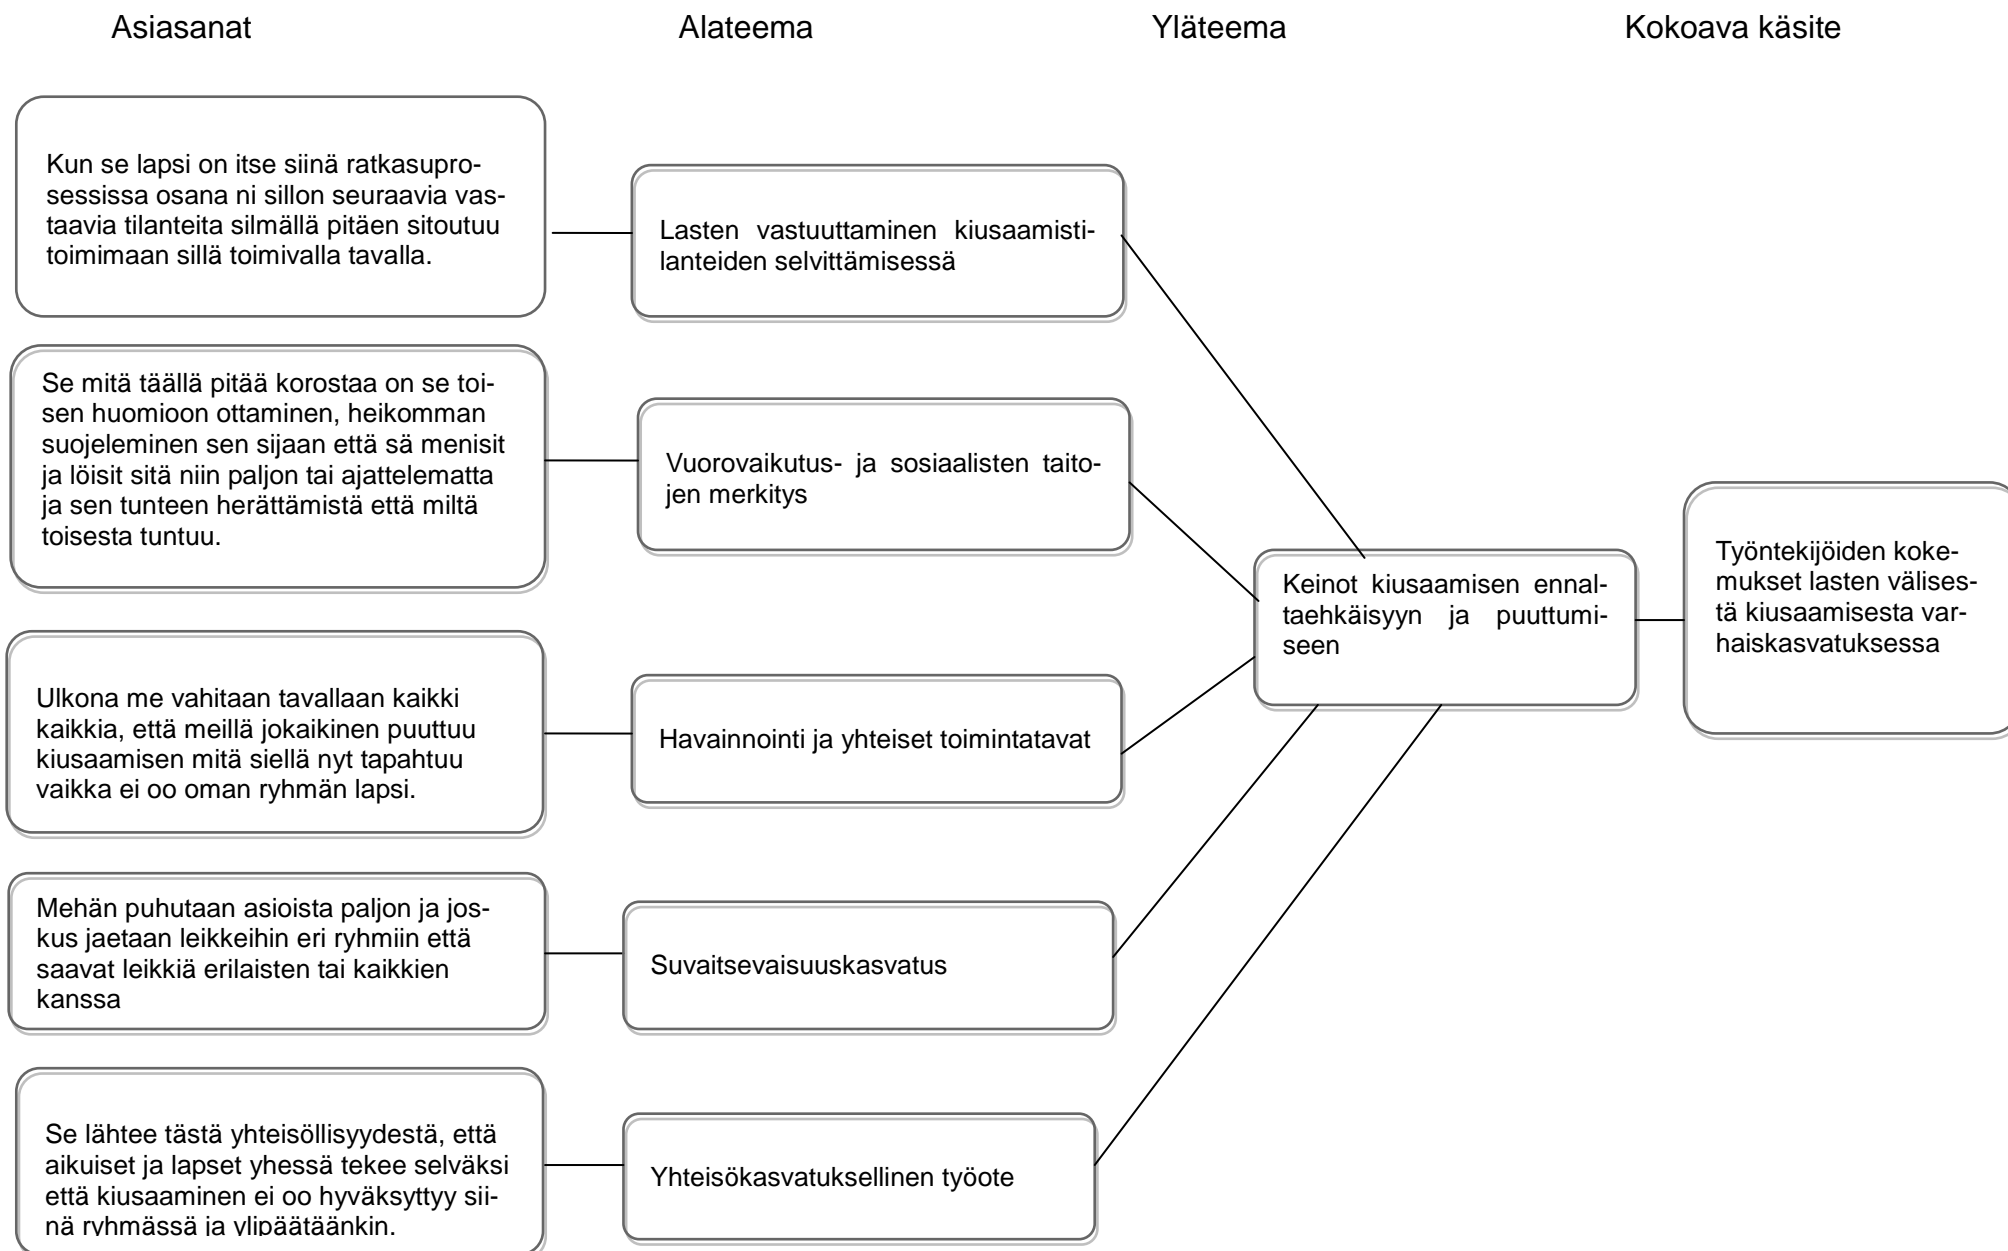 Asiasanat
Alateema
Yläteema
Kokoava käsite
Kun se lapsi on itse siinä ratkasupro-
sessissa osana ni sillon seuraavia vas-
taavia tilanteita silmällä pitäen sitoutuu
toimimaan sillä toimivalla tavalla.
Lasten vastuuttaminen kiusaamisti-
lanteiden selvittämisessä
Se mitä täällä pitää korostaa on se toi-
sen huomioon ottaminen, heikomman
suojeleminen sen sijaan että sä menisit
ja löisit sitä niin paljon tai ajattelematta
ja sen tunteen herättämistä että miltä
toisesta tuntuu.
Vuorovaikutus- ja sosiaalisten taito-
jen merkitys
Ulkona me vahitaan tavallaan kaikki
kaikkia, että meillä jokaikinen puuttuu
kiusaamisen mitä siellä nyt tapahtuu
vaikka ei oo oman ryhmän lapsi.
Havainnointi ja yhteiset toimintatavat
Mehän puhutaan asioista paljon ja jos-
kus jaetaan leikkeihin eri ryhmiin että
saavat leikkiä erilaisten tai kaikkien
kanssa
Suvaitsevaisuuskasvatus
Se lähtee tästä yhteisöllisyydestä, että
aikuiset ja lapset yhessä tekee selväksi
että kiusaaminen ei oo hyväksyttyy sii-
nä ryhmässä ja ylipäätäänkin.
Yhteisökasvatuksellinen työote
Keinot kiusaamisen ennal-
taehkäisyyn ja puuttumi-
seen
Työntekijöiden koke-
mukset lasten välises-
tä kiusaamisesta var-
haiskasvatuksessa